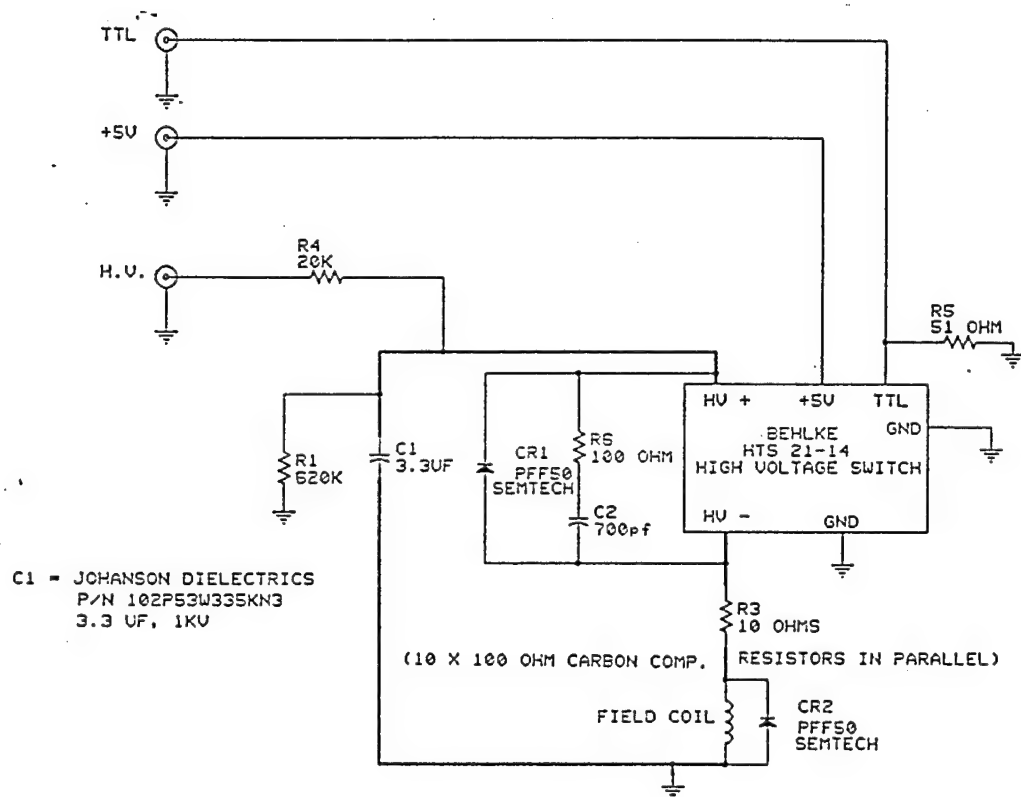 TTL
+5V
R4
20K
H.V.
R5
51 OHM
HV +
+5V
TTL
GND
BEHLKE
HTS 21-14
HIGH VOLTAGE SWITCH
HV -
GND
R1
620K
C1
3.3UF
CR1
PFF50
SEMTECH
R6
100 OHM
C2
700pf
C1 = JOHANSON DIELECTRICS
P/N 102P53W335KN3
3.3 UF, 1KV
R3
10 OHMS
(10 X 100 OHM CARBON COMP. RESISTORS IN PARALLEL)
FIELD COIL
CR2
PFF50
SEMTECH